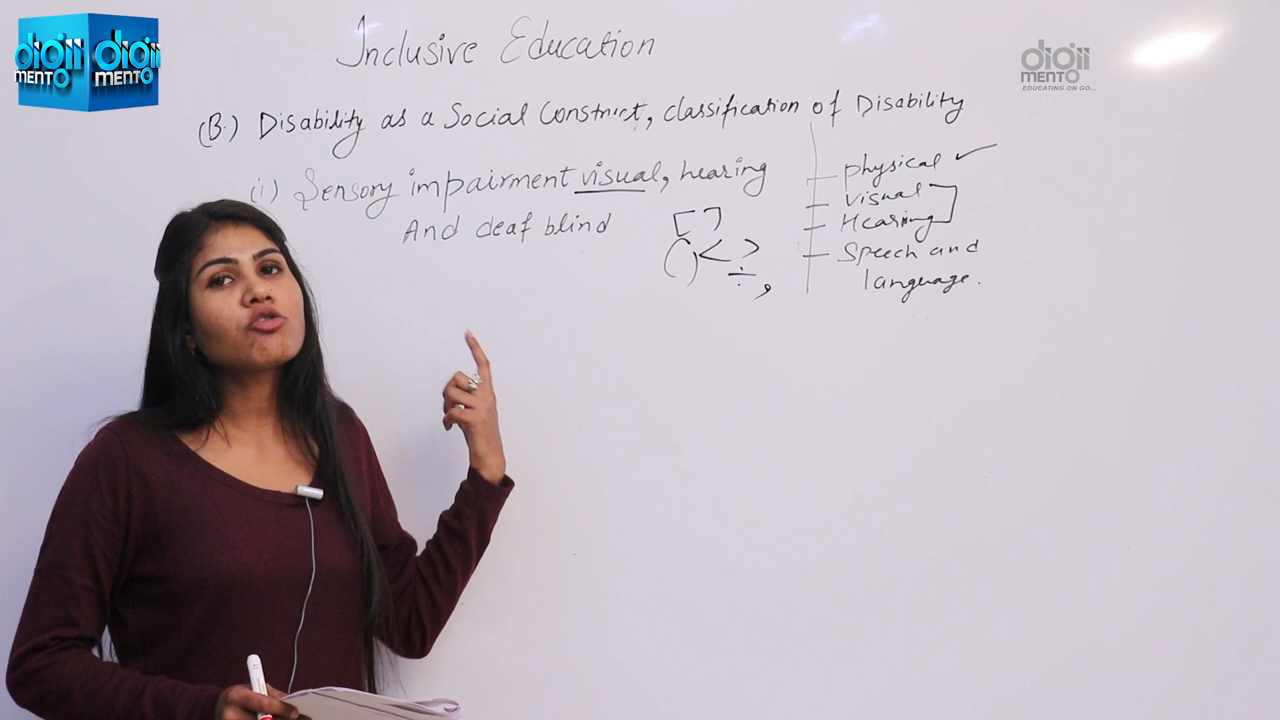 digii digii
MENTO MENTO
digii
MENTO
EDUCATING ON GO...
Inclusive Education
(B.) Disability as a Social Construct, classification of Disability
(i) Sensory impairment visual, hearing
And deaf blind
physical ✓
visual
Hearing
Speech and
language.
[ ]
( ) < >
÷ ,